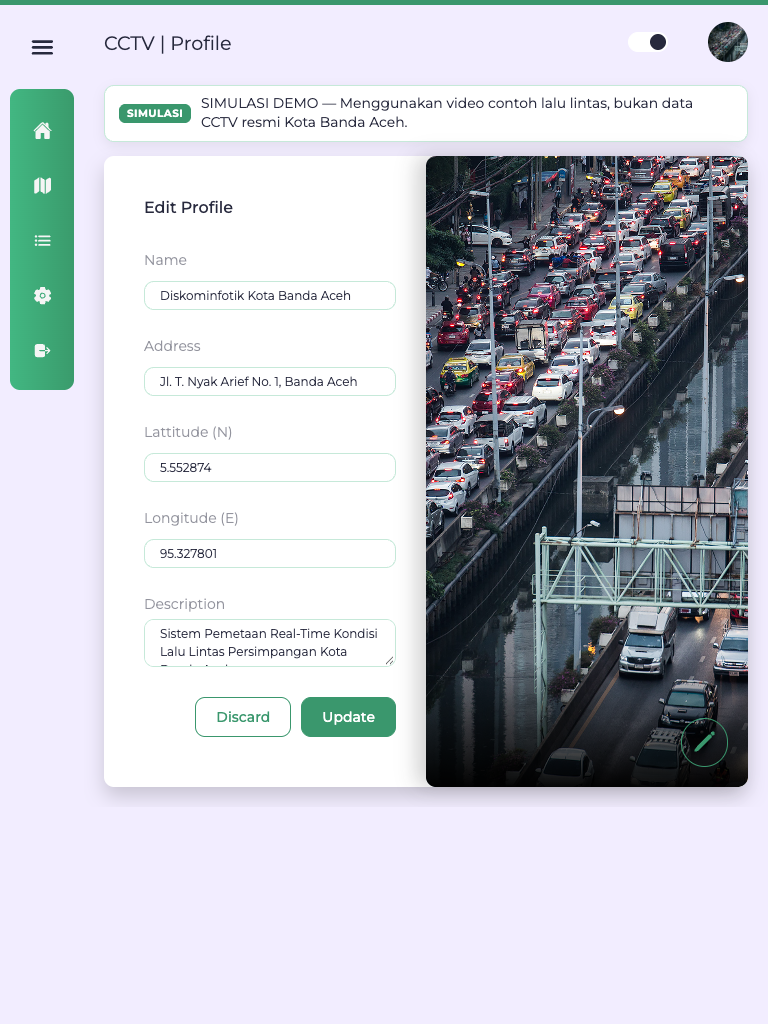 CCTV | Profile
SIMULASI
SIMULASI DEMO — Menggunakan video contoh lalu lintas, bukan data
CCTV resmi Kota Banda Aceh.
Edit Profile
Name
Diskominfotik Kota Banda Aceh
Address
Jl. T. Nyak Arief No. 1, Banda Aceh
Lattitude (N)
5.552874
Longitude (E)
95.327801
Description
Sistem Pemetaan Real-Time Kondisi
Lalu Lintas Persimpangan Kota
Discard
Update